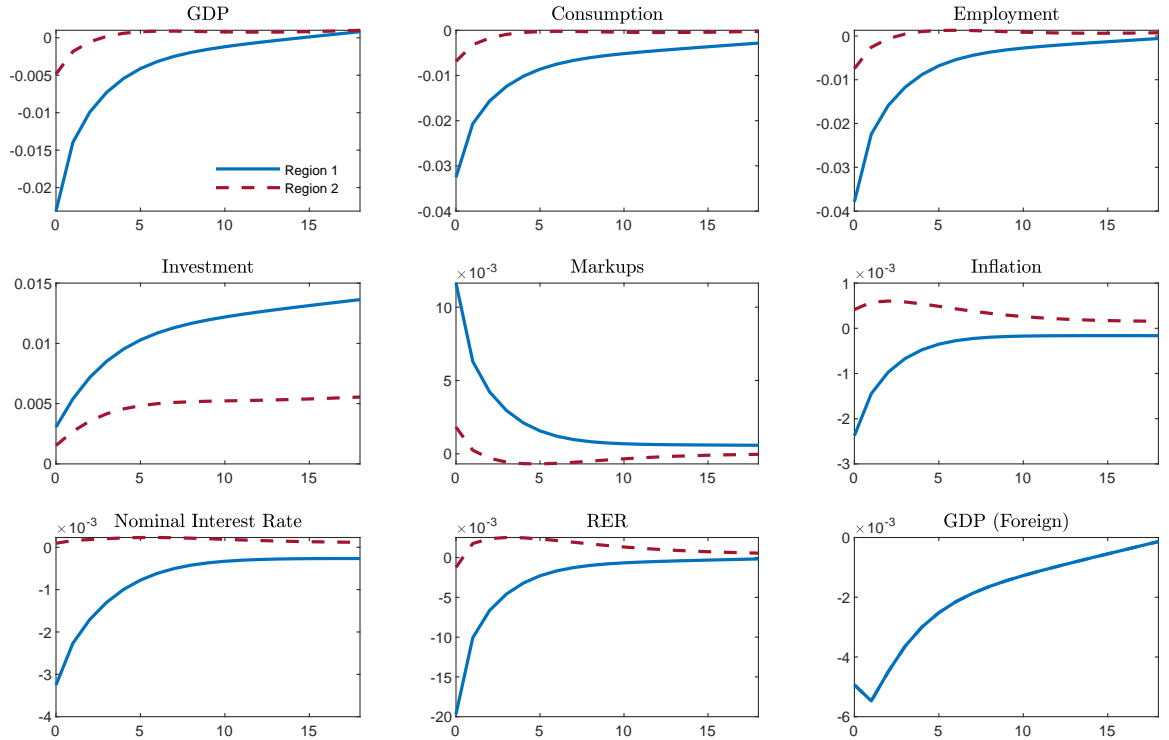 GDP
0
-0.005
-0.01
-0.015
-0.02
Region 1
Region 2
0 5 10 15
Consumption
0
-0.01
-0.02
-0.03
-0.04
0 5 10 15
Employment
0
-0.01
-0.02
-0.03
-0.04
0 5 10 15
Investment
0.015
0.01
0.005
0
0 5 10 15
Markups
×10-3
10
5
0
0 5 10 15
Inflation
×10-3
1
0
-1
-2
-3
0 5 10 15
Nominal Interest Rate
×10-3
0
-1
-2
-3
-4
0 5 10 15
RER
×10-3
0
-5
-10
-15
-20
0 5 10 15
GDP (Foreign)
×10-3
0
-2
-4
-6
0 5 10 15